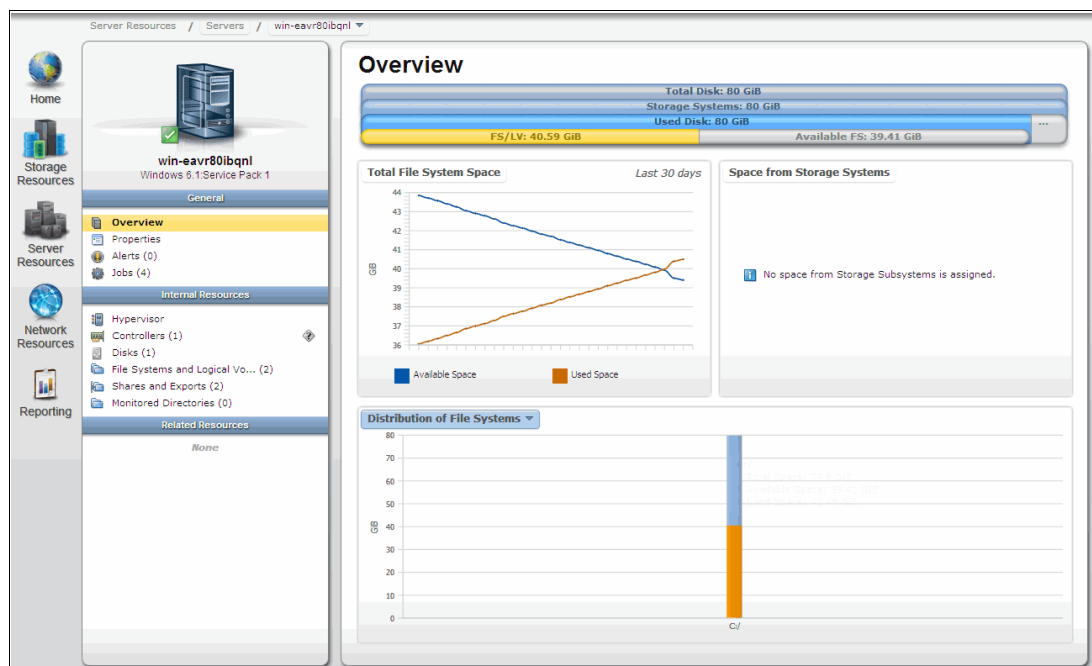 Server Resources / Servers / win-eavr80ibqnl
Home
Storage
Resources
Server
Resources
Network
Resources
Reporting
win-eavr80ibqnl
Windows 6.1:Service Pack 1
General
Overview
Properties
Alerts (0)
Jobs (4)
Internal Resources
Hypervisor
Controllers (1)
Disks (1)
File Systems and Logical Vo... (2)
Shares and Exports (2)
Monitored Directories (0)
Related Resources
None
Overview
Total Disk: 80 GiB
Storage Systems: 80 GiB
Used Disk: 80 GiB
...
FS/LV: 40.59 GiB
Available FS: 39.41 GiB
Total File System Space
Last 30 days
44
43
42
41
40
39
38
37
36
GB
Available Space
Used Space
Space from Storage Systems
No space from Storage Subsystems is assigned.
Distribution of File Systems
80
70
60
50
40
30
20
10
0
GiB
C:/